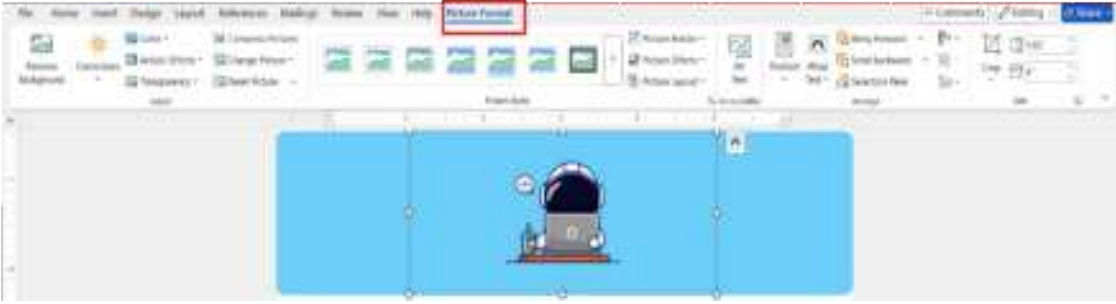 File Home Insert Design Layout References Mailings Review View Help Picture Format Comments Editing Share
Color Compress Pictures Picture Border Bring Forward
Remove Background Corrections Artistic Effects Change Picture Picture Effects Alt Text Position Wrap Text Send Backward Crop
Transparency Reset Picture Picture Layout Selection Pane
Adjust Picture Styles Accessibility Arrange Size